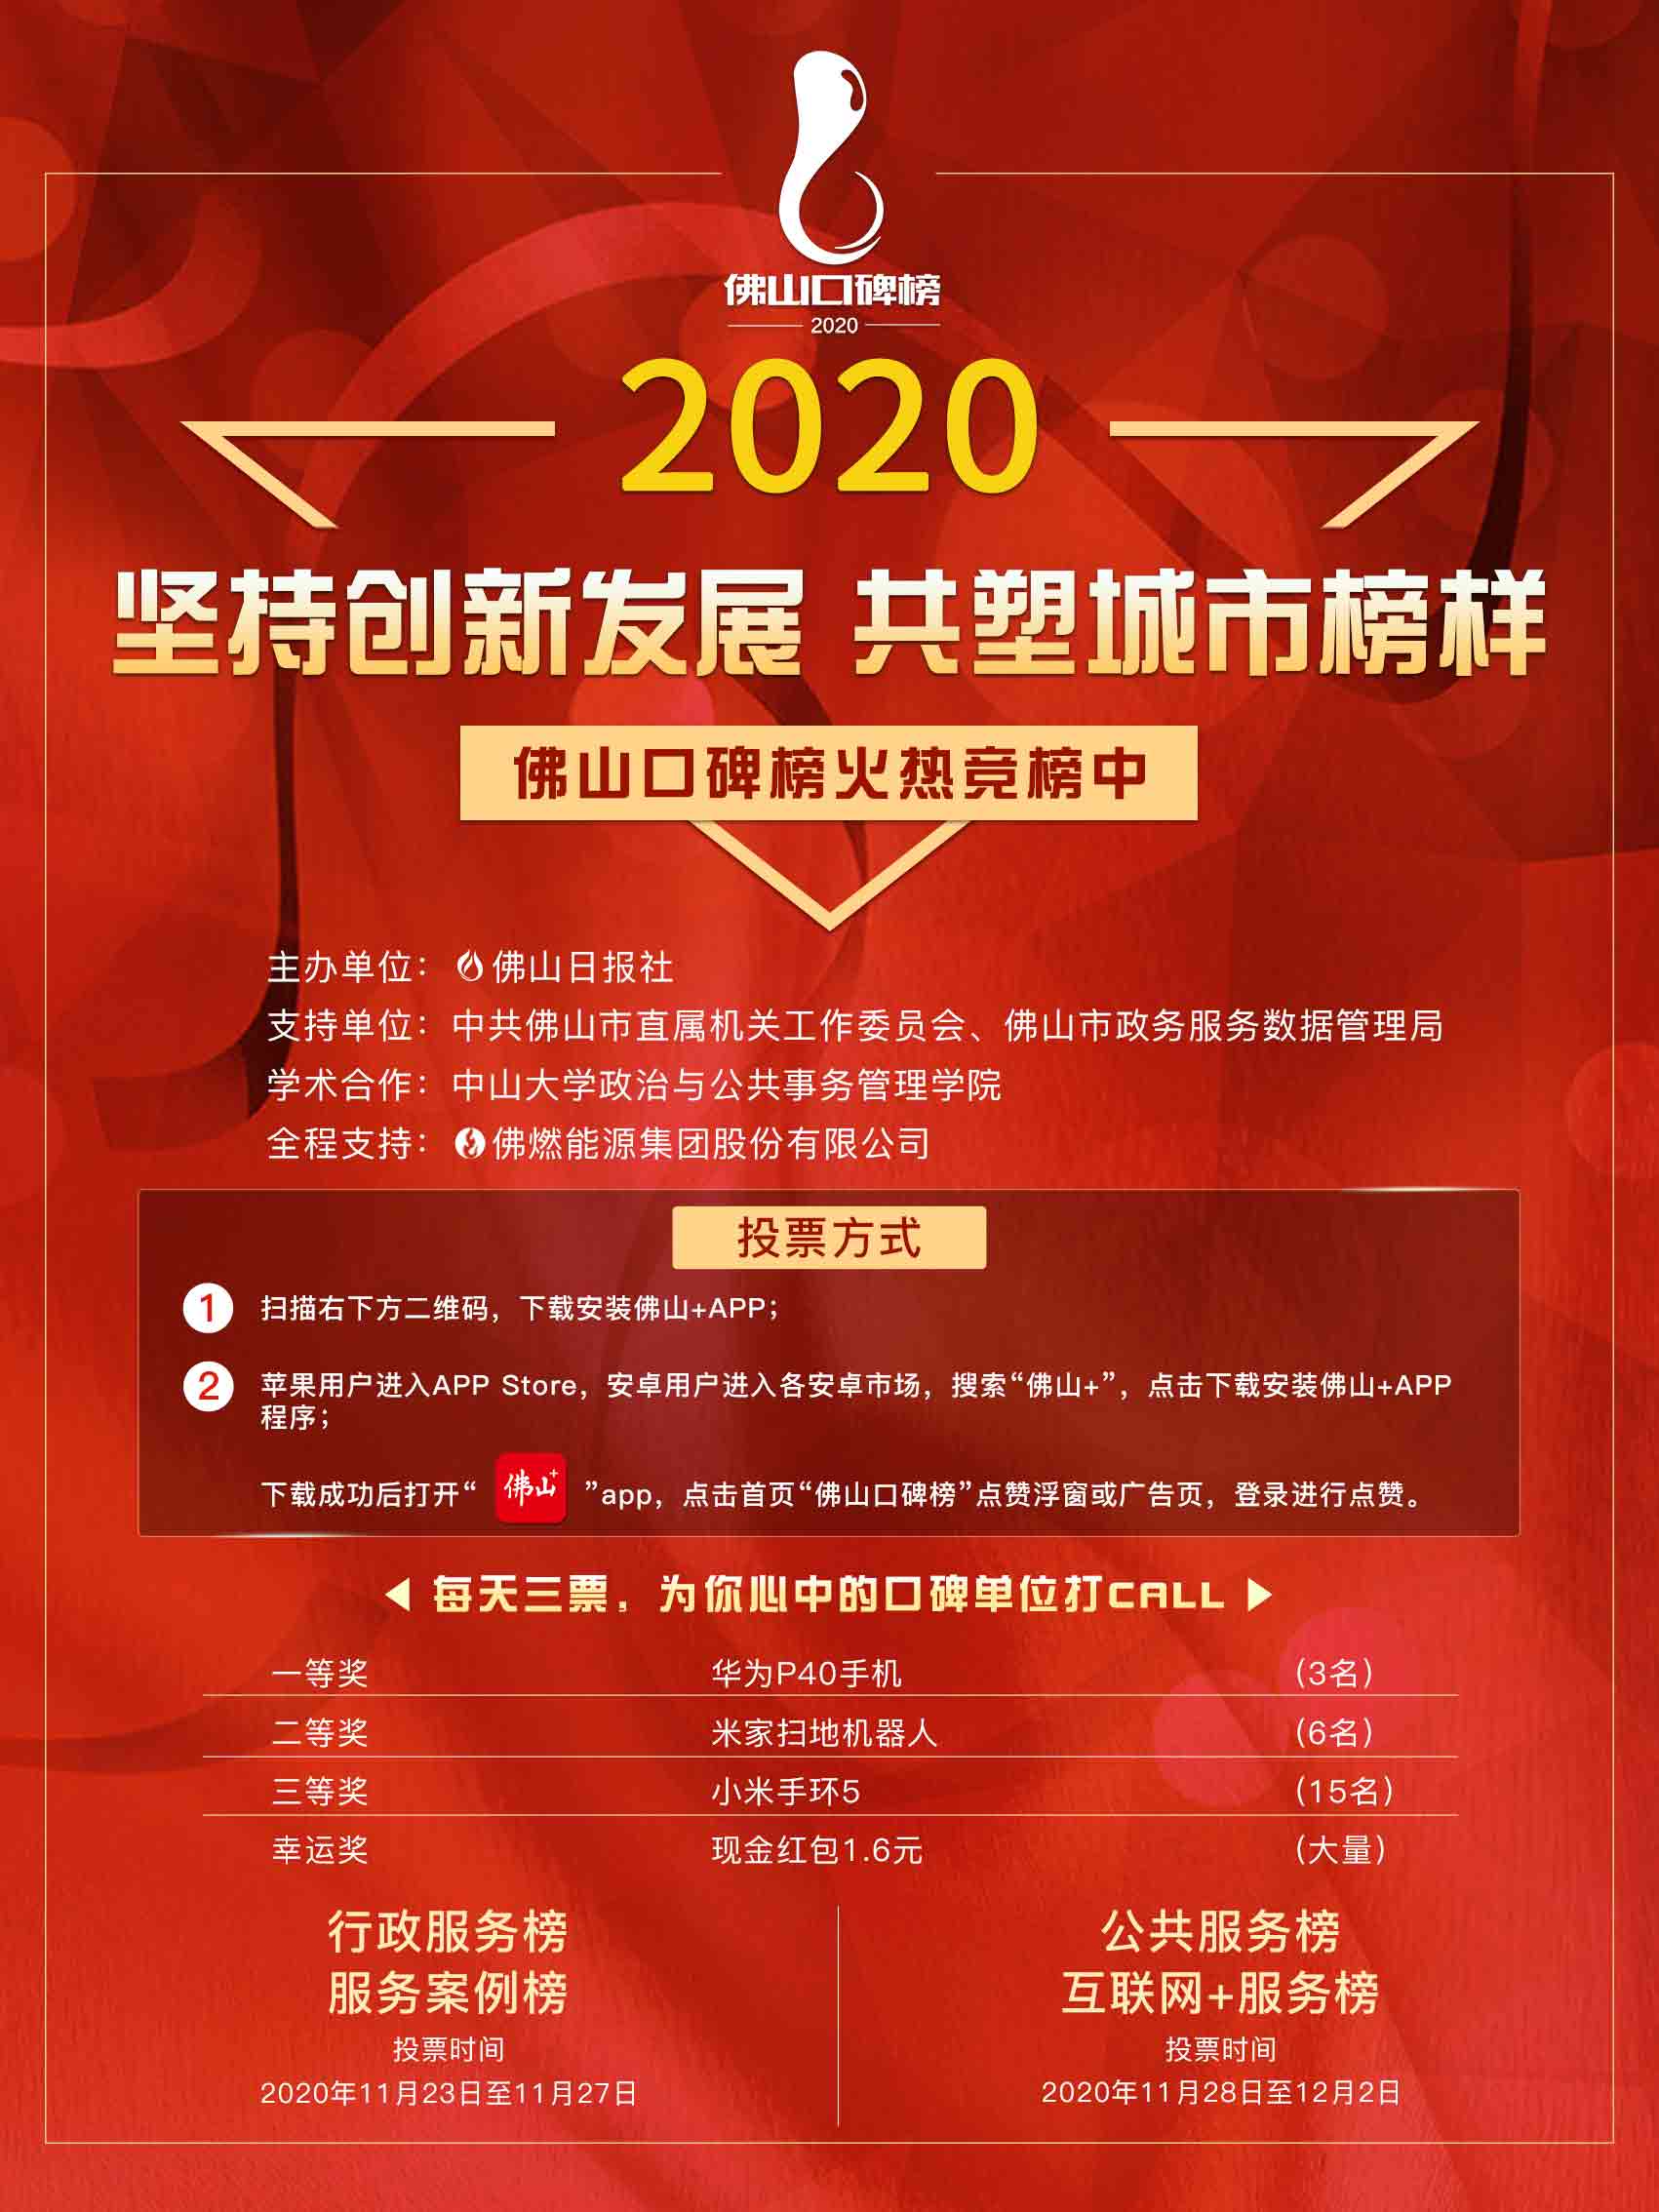 佛山口碑榜
2020
2020
坚持创新发展 共塑城市榜样
佛山口碑榜火热竞榜中
主办单位：佛山日报社
支持单位：中共佛山市直属机关工作委员会、佛山市政务服务数据管理局
学术合作：中山大学政治与公共事务管理学院
全程支持：佛燃能源集团股份有限公司
投票方式
1 扫描右下方二维码，下载安装佛山+APP；
2 苹果用户进入APP Store，安卓用户进入各安卓市场，搜索“佛山+”，点击下载安装佛山+APP
程序；
下载成功后打开“佛山+”app，点击首页“佛山口碑榜”点赞浮窗或广告页，登录进行点赞。
每天三票，为你心中的口碑单位打CALL
一等奖 华为P40手机 (3名)
二等奖 米家扫地机器人 (6名)
三等奖 小米手环5 (15名)
幸运奖 现金红包1.6元 (大量)
行政服务榜
服务案例榜
投票时间
2020年11月23日至11月27日
公共服务榜
互联网+服务榜
投票时间
2020年11月28日至12月2日